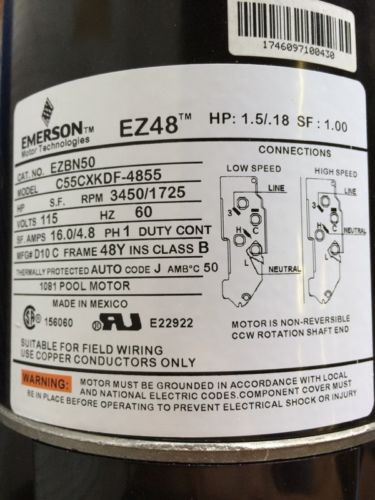 1746097100430
EMERSON™
Motor Technologies
EZ48™ HP: 1.5/.18 SF : 1.00
CAT. NO. EZBN50
MODEL C55CXKDF-4855
HP S.F. RPM 3450/1725
VOLTS 115 HZ 60
SF. AMPS 16.0/4.8 PH 1 DUTY CONT
MFG# D10 C FRAME 48Y INS CLASS B
THERMALLY PROTECTED AUTO CODE J AMB°C 50
1081 POOL MOTOR
MADE IN MEXICO
156060 E22922
SUITABLE FOR FIELD WIRING
USE COPPER CONDUCTORS ONLY
CONNECTIONS
LOW SPEED HIGH SPEED
LINE LINE
3 3
H C H C
L L
NEUTRAL NEUTRAL
MOTOR IS NON-REVERSIBLE
CCW ROTATION SHAFT END
WARNING: MOTOR MUST BE GROUNDED IN ACCORDANCE WITH LOCAL
AND NATIONAL ELECTRIC CODES.COMPONENT COVER MUST
BE IN PLACE BEFORE OPERATING TO PREVENT ELECTRICAL SHOCK OR INJURY